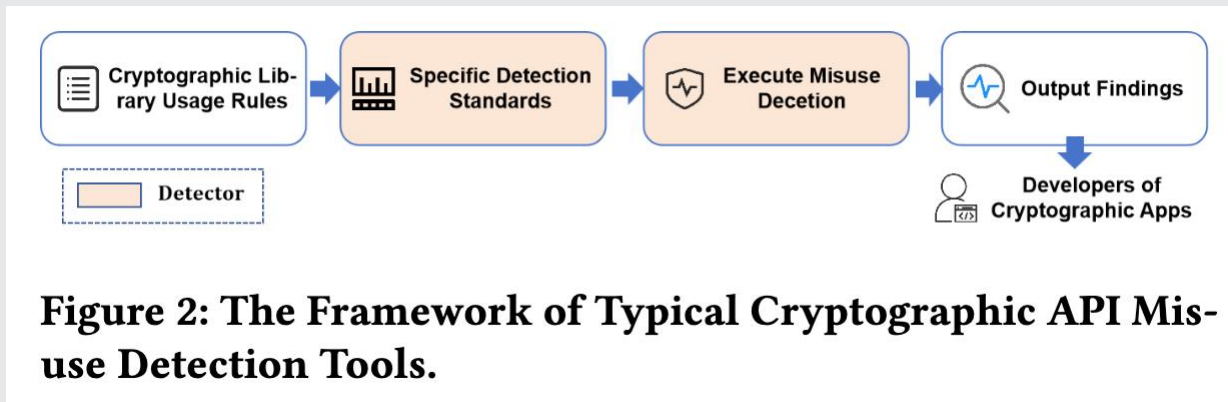 Cryptographic Lib-
rary Usage Rules
Specific Detection
Standards
Execute Misuse
Decetion
Output Findings
Detector
Developers of
Cryptographic Apps
Figure 2: The Framework of Typical Cryptographic API Mis-
use Detection Tools.